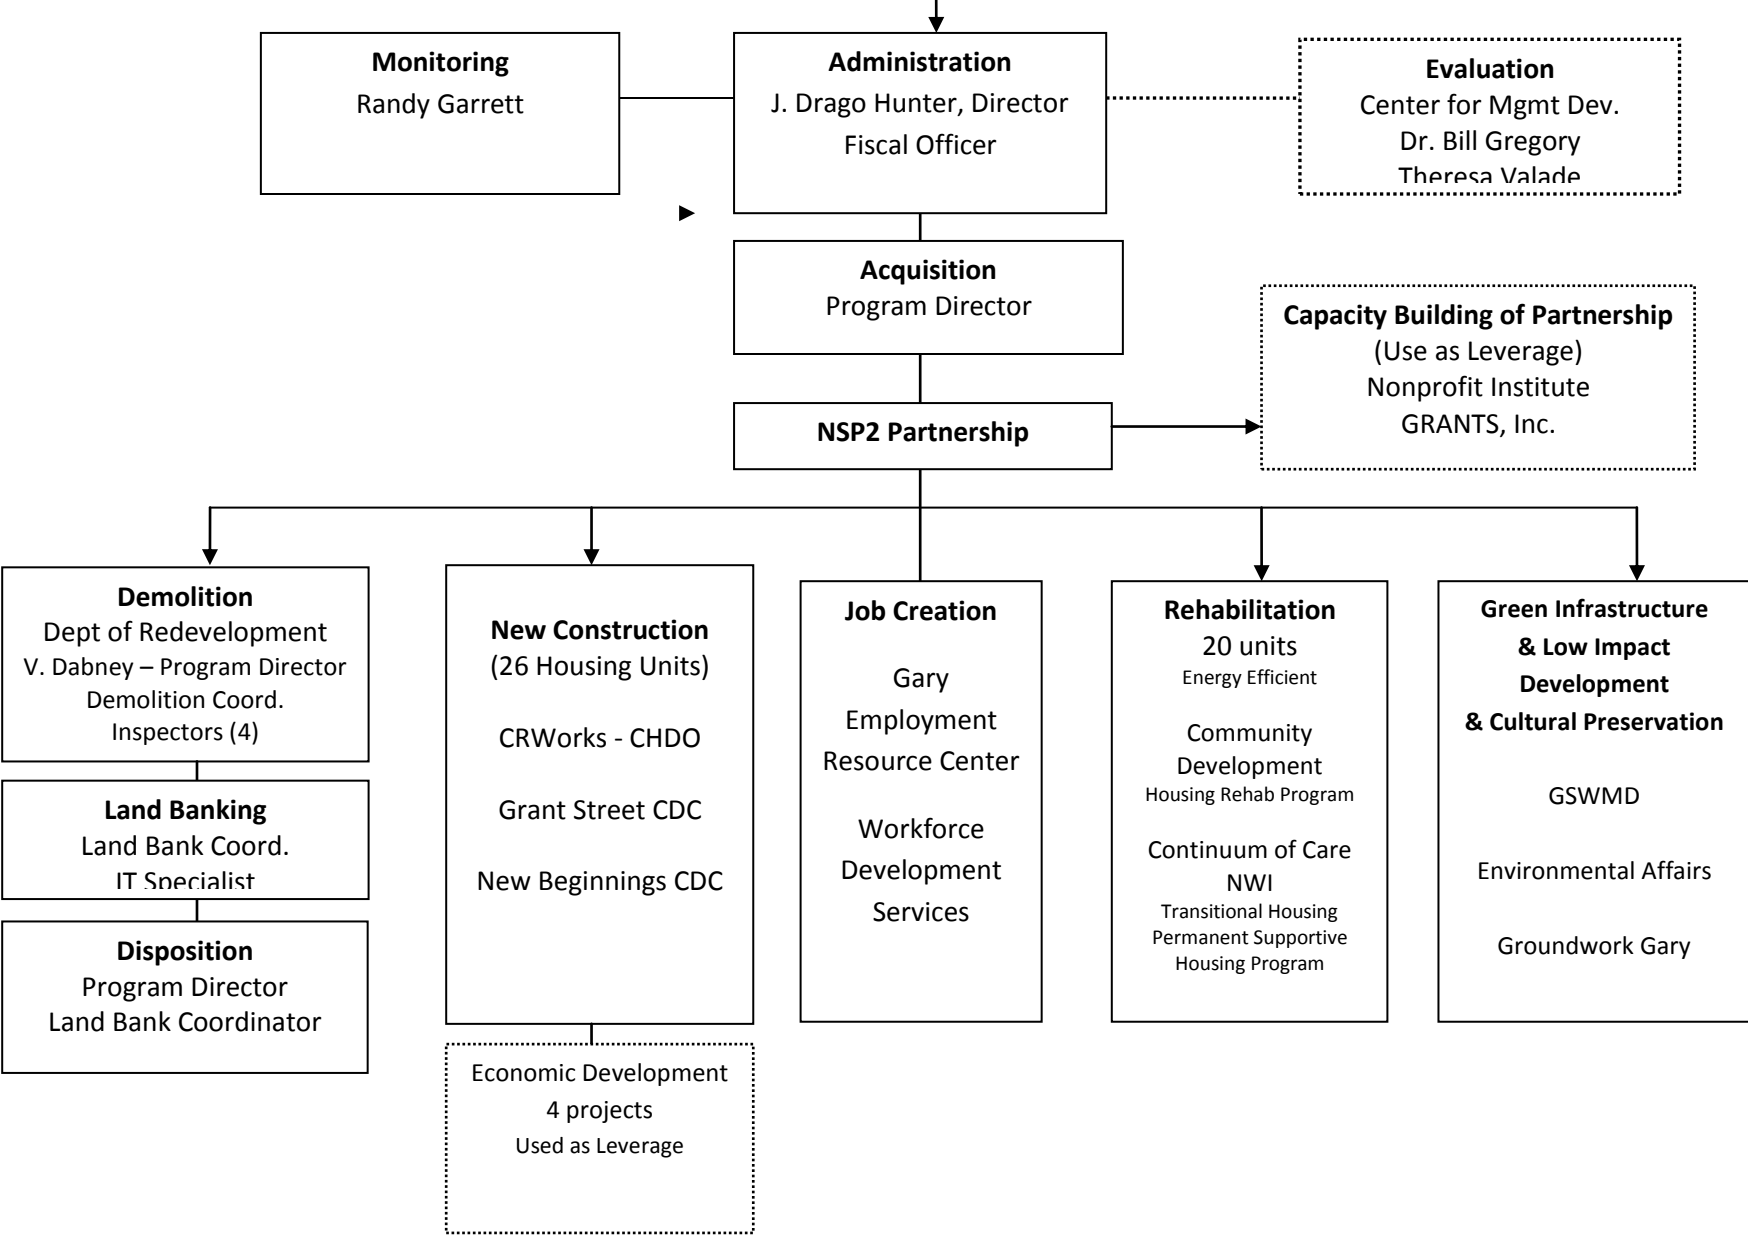 Monitoring
Randy Garrett
Administration
J. Drago Hunter, Director
Fiscal Officer
Evaluation
Center for Mgmt Dev.
Dr. Bill Gregory
Theresa Valade
Acquisition
Program Director
Capacity Building of Partnership
(Use as Leverage)
Nonprofit Institute
GRANTS, Inc.
NSP2 Partnership
Demolition
Dept of Redevelopment
V. Dabney – Program Director
Demolition Coord.
Inspectors (4)
Land Banking
Land Bank Coord.
IT Specialist
Disposition
Program Director
Land Bank Coordinator
New Construction
(26 Housing Units)
CRWorks - CHDO
Grant Street CDC
New Beginnings CDC
Economic Development
4 projects
Used as Leverage
Job Creation
Gary
Employment
Resource Center
Workforce
Development
Services
Rehabilitation
20 units
Energy Efficient
Community
Development
Housing Rehab Program
Continuum of Care
NWI
Transitional Housing
Permanent Supportive
Housing Program
Green Infrastructure
& Low Impact
Development
& Cultural Preservation
GSWMD
Environmental Affairs
Groundwork Gary